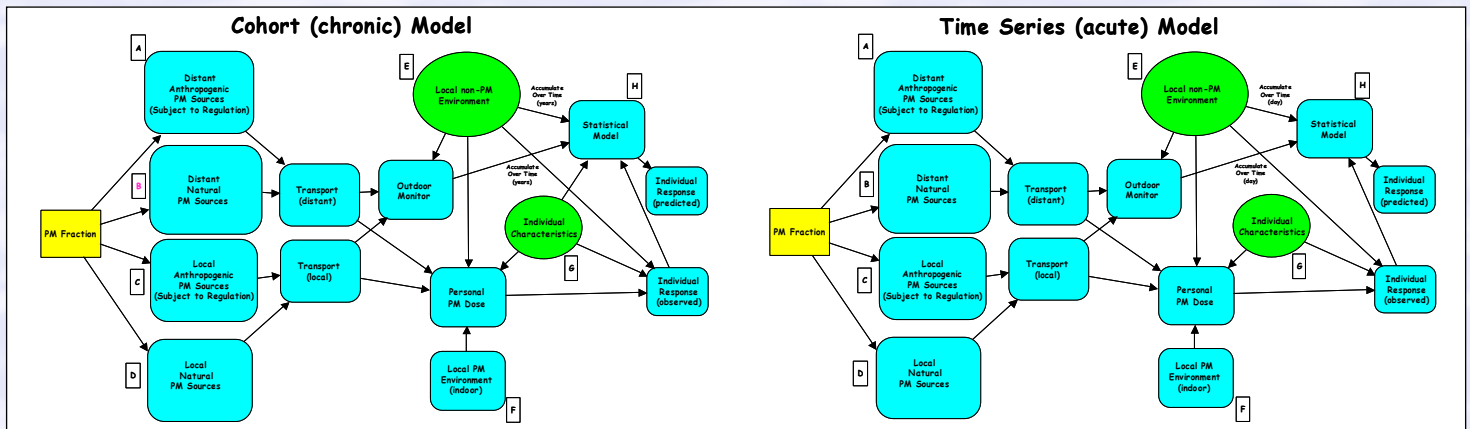 Cohort (chronic) Model
A
Distant
Anthropogenic
PM Sources
(Subject to Regulation)
E
Local non-PM
Environment
Accumulate
Over Time
(years)
H
Statistical
Model
B
Distant
Natural
PM Sources
Transport
(distant)
Outdoor
Monitor
Accumulate
Over Time
(years)
Individual
Response
(predicted)
PM Fraction
Individual
Characteristics
C
Local
Anthropogenic
PM Sources
(Subject to Regulation)
Transport
(local)
G
Personal
PM Dose
Individual
Response
(observed)
D
Local
Natural
PM Sources
Local PM
Environment
(indoor)
F
Time Series (acute) Model
A
Distant
Anthropogenic
PM Sources
(Subject to Regulation)
E
Local non-PM
Environment
Accumulate
Over Time
(day)
H
Statistical
Model
B
Distant
Natural
PM Sources
Transport
(distant)
Outdoor
Monitor
Accumulate
Over Time
(day)
Individual
Response
(predicted)
PM Fraction
Individual
Characteristics
C
Local
Anthropogenic
PM Sources
(Subject to Regulation)
Transport
(local)
G
Personal
PM Dose
Individual
Response
(observed)
D
Local
Natural
PM Sources
Local PM
Environment
(indoor)
F